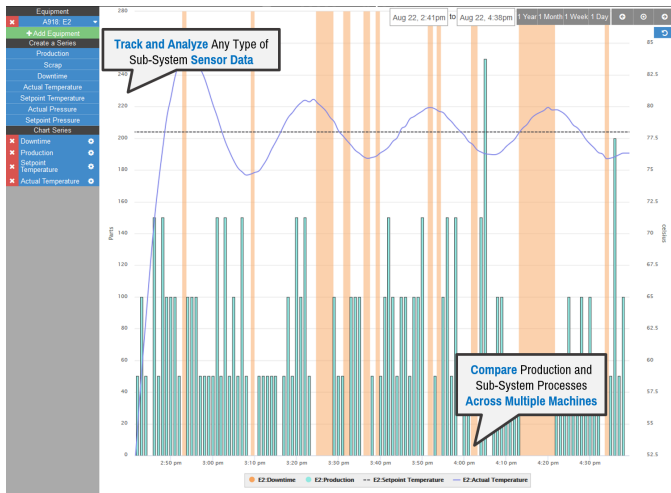 Equipment
A918: E2
Add Equipment
Create a Series
Production
Scrap
Downtime
Actual Temperature
Setpoint Temperature
Actual Pressure
Setpoint Pressure
Chart Series
Downtime
Production
Setpoint
Temperature
Actual Temperature
Aug 22, 2:41pm to Aug 22, 4:38pm 1 Year 1 Month 1 Week 1 Day
Track and Analyze Any Type of
Sub-System Sensor Data
280
260
240
220
200
180
160
140
120
100
80
60
40
20
0
Parts
85
82.5
80
77.5
75
72.5
70
67.5
65
62.5
60
57.5
55
52.5
celsius
Compare Production and
Sub-System Processes
Across Multiple Machines
2:50 pm 3:00 pm 3:10 pm 3:20 pm 3:30 pm 3:40 pm 3:50 pm 4:00 pm 4:10 pm 4:20 pm 4:30 pm
E2:Downtime E2:Production E2:Setpoint Temperature E2:Actual Temperature